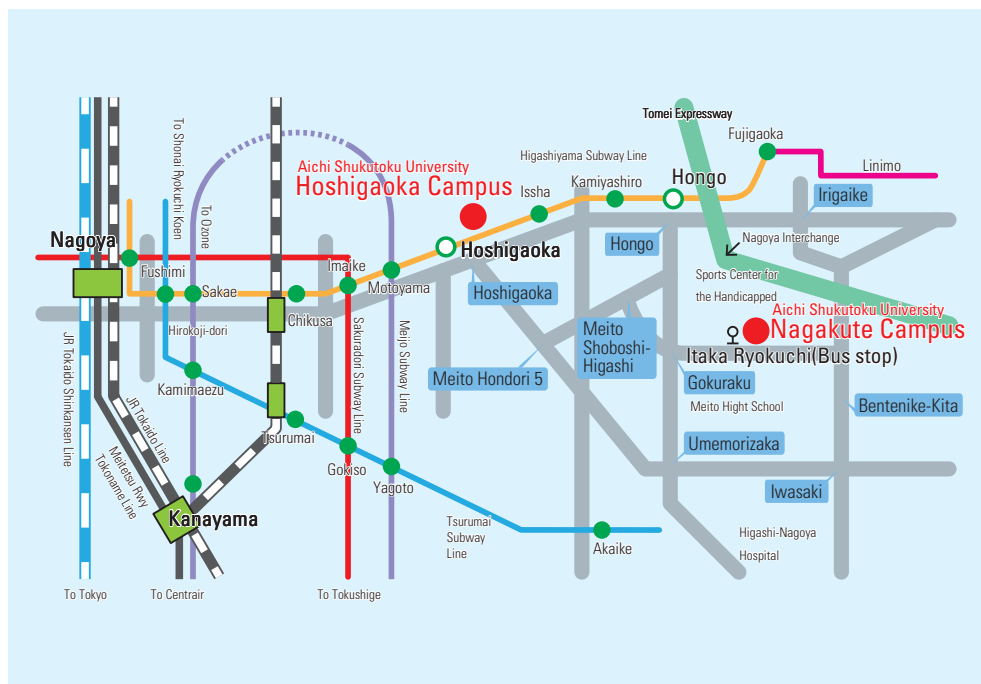 Tomei Expressway
Fujigaoka
Linimo
Higashiyama Subway Line
Aichi Shukutoku University
Hoshigaoka Campus
Kamiyashiro
Hongo
Issha
Irigaike
To Shonai Ryokuchi Koen
To Ozone
Nagoya
Hongo
Nagoya Interchange
Hoshigaoka
Fushimi
Imaike
Motoyama
Sakae
Hoshigaoka
Sports Center for
the Handicapped
Aichi Shukutoku University
Nagakute Campus
Chikusa
Hirokoji-dori
Meito
Shoboshi-
Higashi
Itaka Ryokuchi(Bus stop)
JR Tokaido Shinkansen Line
Sakuradori Subway Line
Meijo Subway Line
Meito Hondori 5
Gokuraku
Kamimaezu
Meito Hight School
Bentenike-Kita
JR Tokaido Line
Meitetsu Rwy
Tokoname Line
Tsurumai
Umemorizaka
Gokiso
Yagoto
Iwasaki
Kanayama
Tsurumai
Subway
Line
Akaike
Higashi-Nagoya
Hospital
To Tokyo
To Centrair
To Tokushige